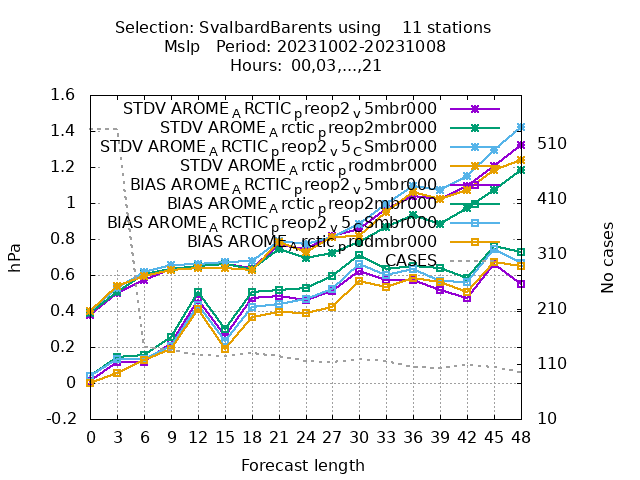 Selection: SvalbardBarents using    11 stations
Mslp   Period: 20231002-20231008
Hours:  00,03,...,21
STDV AROME_ARCTIC_preop2_v5mbr000
STDV AROME_Arctic_preop2mbr000
STDV AROME_ARCTIC_preop2_v5_CSmbr000
STDV AROME_Arctic_prodmbr000
BIAS AROME_ARCTIC_preop2_v5mbr000
BIAS AROME_Arctic_preop2mbr000
BIAS AROME_ARCTIC_preop2_v5_CSmbr000
BIAS AROME_Arctic_prodmbr000
CASES
1.6
1.4
1.2
1
0.8
0.6
0.4
0.2
0
-0.2
hPa
510
410
310
210
110
10
No cases
0 3 6 9 12 15 18 21 24 27 30 33 36 39 42 45 48
Forecast length